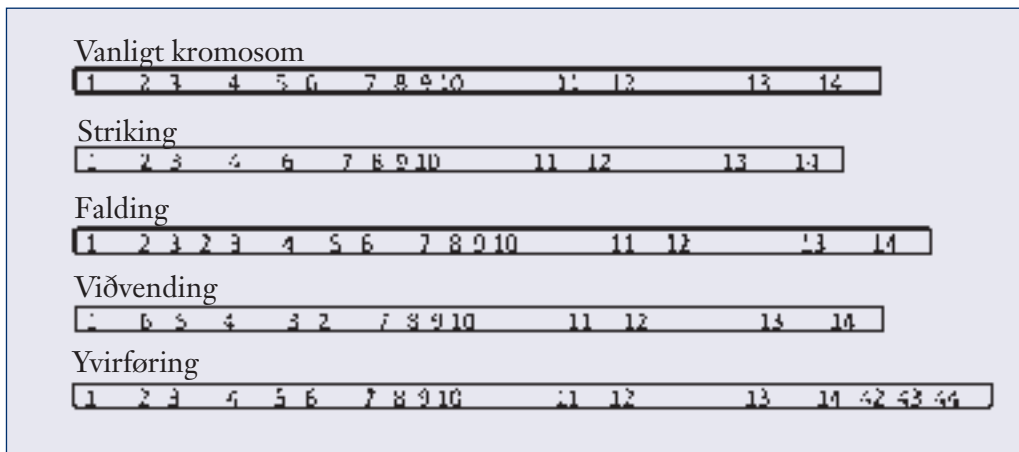 Vanligt kromosom
1 2 3 4 5 6 7 8 9 10 11 12 13 14
Striking
1 2 3 4 6 7 8 9 10 11 12 13 14
Falding
1 2 3 2 3 4 5 6 7 8 9 10 11 12 13 14
Viðvending
1 6 5 4 3 2 7 8 9 10 11 12 13 14
Yvirføring
1 2 3 4 5 6 7 8 9 10 11 12 13 14 42 43 44